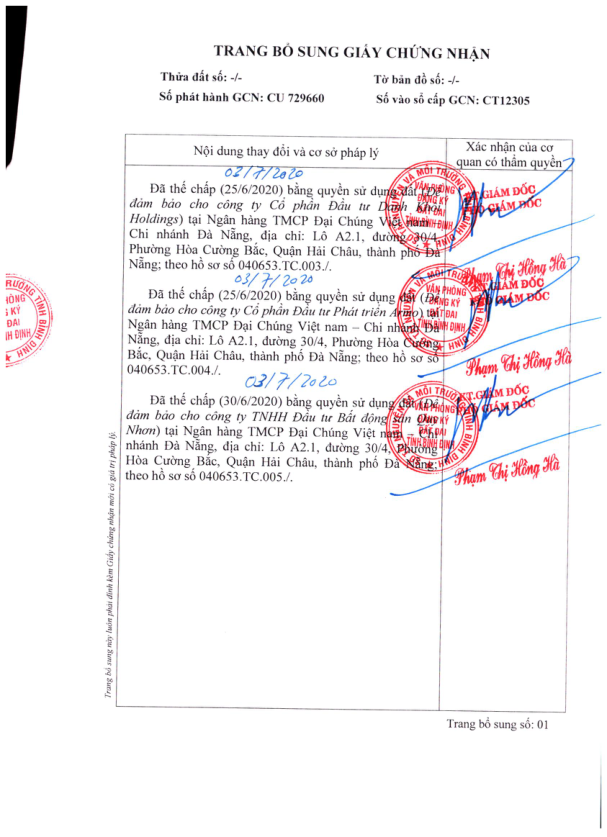 TRANG BỔ SUNG GIẤY CHỨNG NHẬN
Thửa đất số: -/-
Tờ bản đồ số: -/-
Số phát hành GCN: CU 729660
Số vào sổ cấp GCN: CT12305
Nội dung thay đổi và cơ sở pháp lý
Xác nhận của cơ
quan có thẩm quyền
03/7/2020
Đã thế chấp (25/6/2020) bằng quyền sử dụng đất (Để
đảm bảo cho công ty Cổ phần Đầu tư Danh Khôi
Holdings) tại Ngân hàng TMCP Đại Chúng Việt nam –
Chi nhánh Đà Nẵng, địa chỉ: Lô A2.1, đường 30/4,
Phường Hòa Cường Bắc, Quận Hải Châu, thành phố Đà
Nẵng; theo hồ sơ số 040653.TC.003./.
KT.GIÁM ĐỐC
PHÓ GIÁM ĐỐC
Phạm Thị Hồng Hà
03/7/2020
Đã thế chấp (25/6/2020) bằng quyền sử dụng đất (Để
đảm bảo cho công ty Cổ phần Đầu tư Phát triển) tại
Ngân hàng TMCP Đại Chúng Việt nam – Chi nhánh Đà
Nẵng, địa chỉ: Lô A2.1, đường 30/4, Phường Hòa Cường
Bắc, Quận Hải Châu, thành phố Đà Nẵng; theo hồ sơ số
040653.TC.004./.
KT.GIÁM ĐỐC
PHÓ GIÁM ĐỐC
Phạm Thị Hồng Hà
03/7/2020
Đã thế chấp (30/6/2020) bằng quyền sử dụng đất (Để
đảm bảo cho công ty TNHH Đầu tư Bất động sản Quy
Nhơn) tại Ngân hàng TMCP Đại Chúng Việt nam – Chi
nhánh Đà Nẵng, địa chỉ: Lô A2.1, đường 30/4, Phường
Hòa Cường Bắc, Quận Hải Châu, thành phố Đà Nẵng;
theo hồ sơ số 040653.TC.005./.
KT.GIÁM ĐỐC
PHÓ GIÁM ĐỐC
Phạm Thị Hồng Hà
VĂN PHÒNG
ĐĂNG KÝ
ĐẤT ĐAI
TỈNH BÌNH ĐỊNH
Trang bổ sung này luôn phải đính kèm Giấy chứng nhận mới có giá trị pháp lý.
Trang bổ sung số: 01